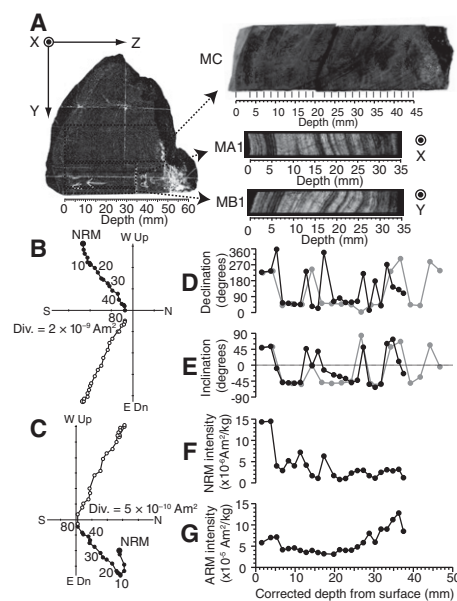 A
X
Z
Y
0 10 20 30 40 50 60
Depth (mm)
MC
0 5 10 15 20 25 30 35 40 45
Depth (mm)
MA1
0 5 10 15 20 25 30 35
Depth (mm)
X
MB1
0 5 10 15 20 25 30 35
Depth (mm)
Y
B
NRM
W Up
10
20
30
40
S
N
80
Div. = 2 × 10⁻⁹ Am²
E Dn
C
W Up
Div. = 5 × 10⁻¹⁰ Am²
S
N
80
40
30
NRM
20
10
E Dn
D
Declination
(degrees)
360
270
180
90
0
E
Inclination
(degrees)
90
45
0
-45
-90
F
NRM intensity
(x10⁻⁶Am²/kg)
15
10
5
0
G
ARM intensity
(x10⁻⁵ Am²/kg)
15
10
5
0
0 10 20 30 40 50
Corrected depth from surface (mm)